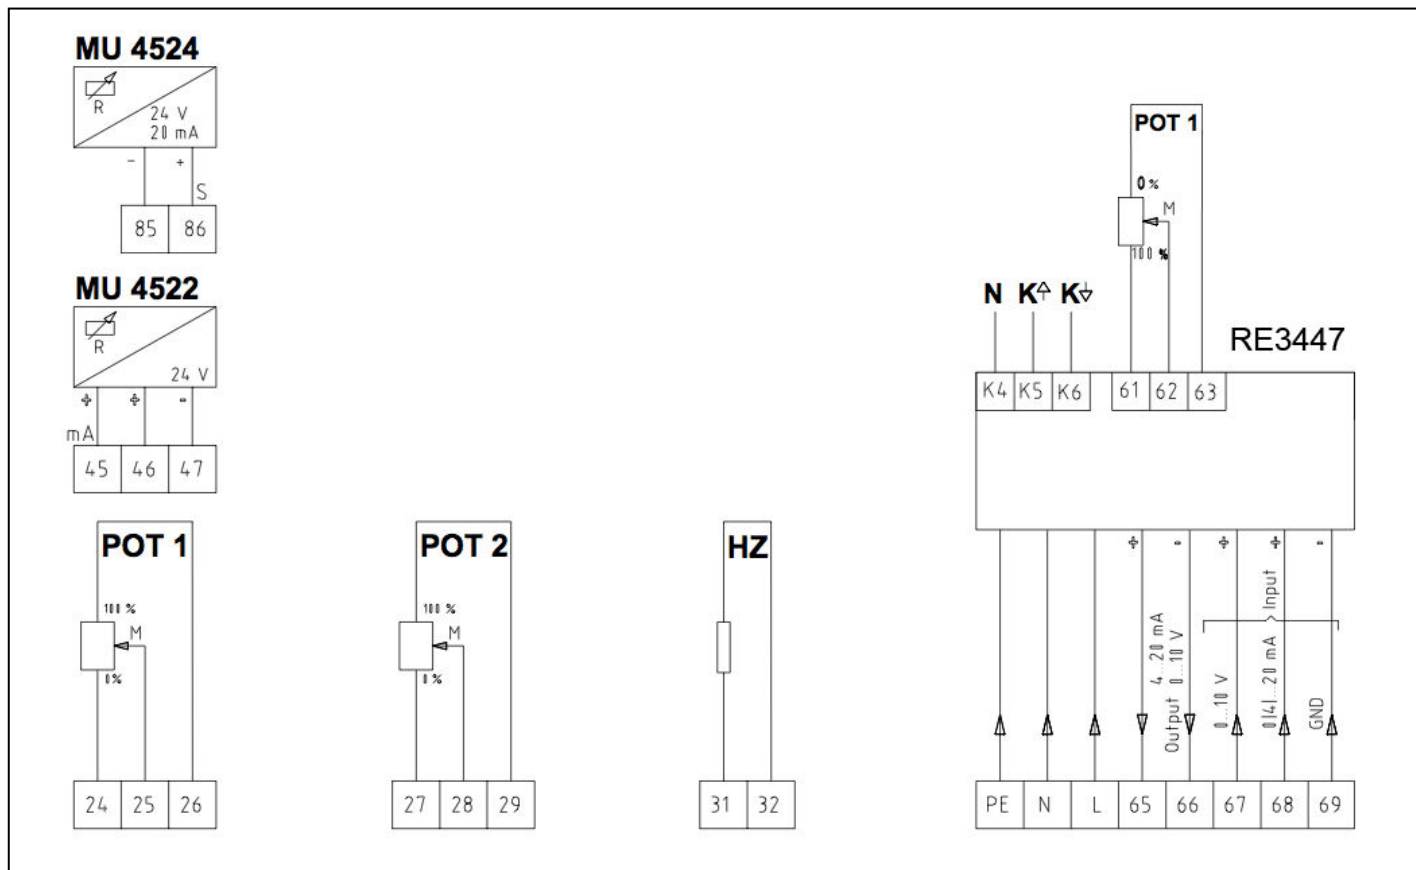 MU 4524
R
24 V
20 mA
- +
S
85 86
MU 4522
R
24 V
+ + -
mA
45 46 47
POT 1
100 %
M
0%
24 25 26
POT 2
100 %
M
0%
27 28 29
HZ
31 32
POT 1
0%
M
100 %
N K K
RE3447
K4 K5 K6 61 62 63
+ - + + -
Output 4...20 mA
0...10 V
Input
0...10 V
0(4)...20 mA
GND
PE N L 65 66 67 68 69